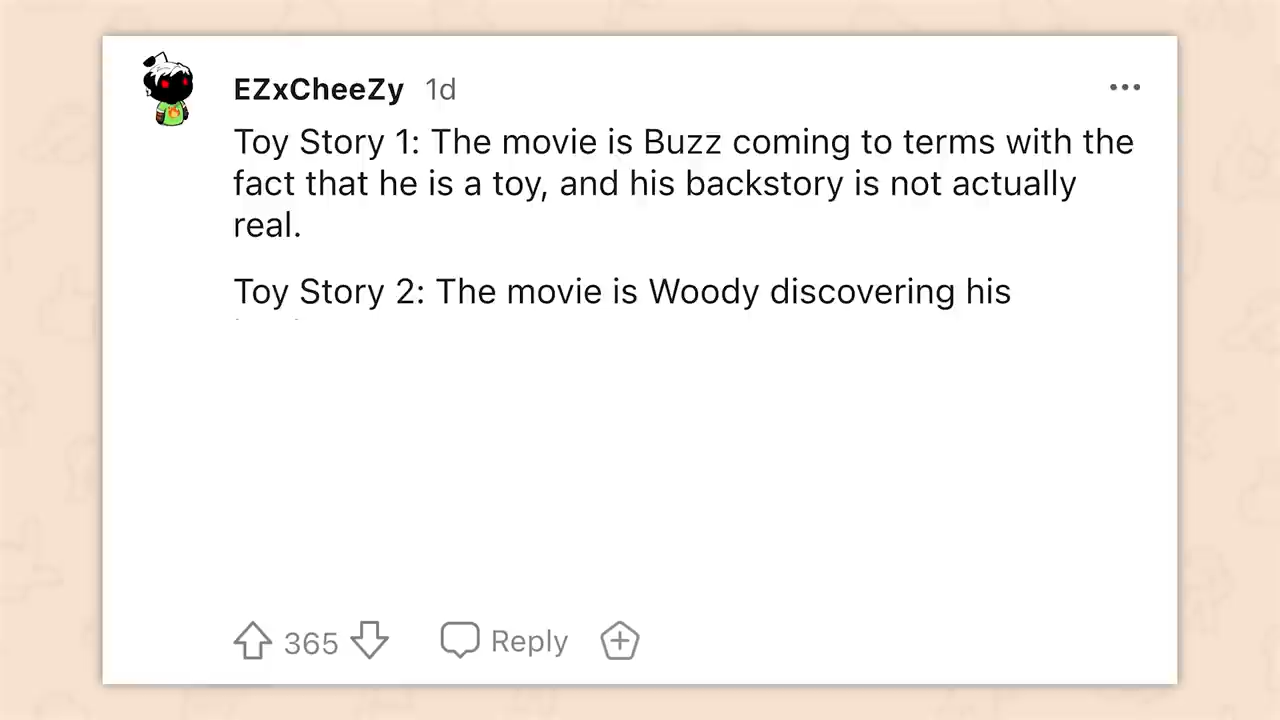 EZxCheeZy 1d
Toy Story 1: The movie is Buzz coming to terms with the
fact that he is a toy, and his backstory is not actually
real.
Toy Story 2: The movie is Woody discovering his
365 Reply